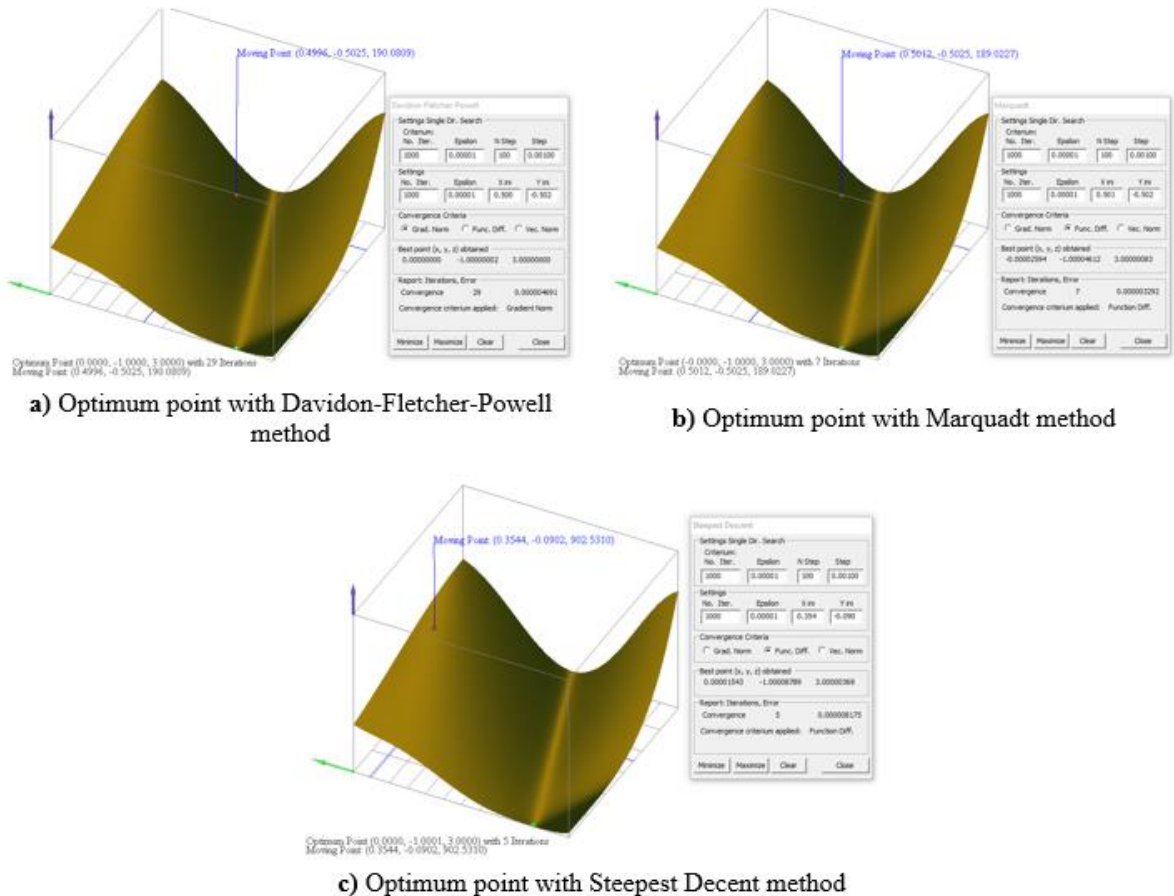 Moving Point: (0.4996, -0.5025, 190.0809)
Davidon-Fletcher-Powell
Settings Single Dir. Search
Criterium:
No. Iter. Epsilon N Step Step
1000 0.00001 100 0.00100
Settings
No. Iter. Epsilon X ini Y ini
1000 0.00001 0.500 -0.502
Convergence Criteria
Grad. Norm Func. Diff. Vec. Norm
Best point (x, y, z) obtained
0.00000000 -1.00000002 3.00000000
Report: Iterations, Error
Convergence 29 0.000004691
Convergence criterium applied: Gradient Norm
Minimize Maximize Clear Close
Optimum Point (0.0000, -1.0000, 3.0000) with 29 Iterations
Moving Point: (0.4996, -0.5025, 190.0809)
a) Optimum point with Davidon-Fletcher-Powell
method
Moving Point: (0.5012, -0.5025, 189.0227)
Marquardt
Settings Single Dir. Search
Criterium:
No. Iter. Epsilon N Step Step
1000 0.00001 100 0.00100
Settings
No. Iter. Epsilon X ini Y ini
1000 0.00001 0.501 -0.502
Convergence Criteria
Grad. Norm Func. Diff. Vec. Norm
Best point (x, y, z) obtained
-0.00002594 -1.00004612 3.00000083
Report: Iterations, Error
Convergence 7 0.000003292
Convergence criterium applied: Function Diff.
Minimize Maximize Clear Close
Optimum Point (-0.0000, -1.0000, 3.0000) with 7 Iterations
Moving Point: (0.5012, -0.5025, 189.0227)
b) Optimum point with Marquadt method
Moving Point: (0.3544, -0.0902, 902.5310)
Steepest Descent
Settings Single Dir. Search
Criterium:
No. Iter. Epsilon N Step Step
1000 0.00001 100 0.00100
Settings
No. Iter. Epsilon X ini Y ini
1000 0.00001 0.354 -0.090
Convergence Criteria
Grad. Norm Func. Diff. Vec. Norm
Best point (x, y, z) obtained
0.00001540 -1.00008789 3.00000369
Report: Iterations, Error
Convergence 5 0.000008175
Convergence criterium applied: Function Diff.
Minimize Maximize Clear Close
Optimum Point (0.0000, -1.0001, 3.0000) with 5 Iterations
Moving Point: (0.3544, -0.0902, 902.5310)
c) Optimum point with Steepest Decent method